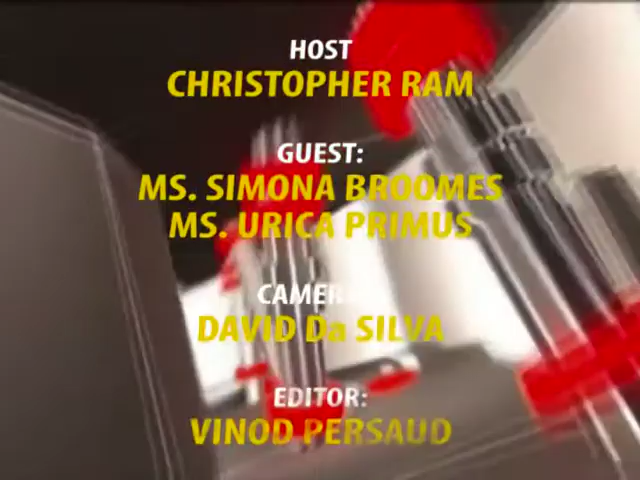 HOST
CHRISTOPHER RAM
GUEST:
MS. SIMONA BROOMES
MS. URICA PRIMUS
DAVID Da SILVA
EDITOR:
VINOD PERSAUD